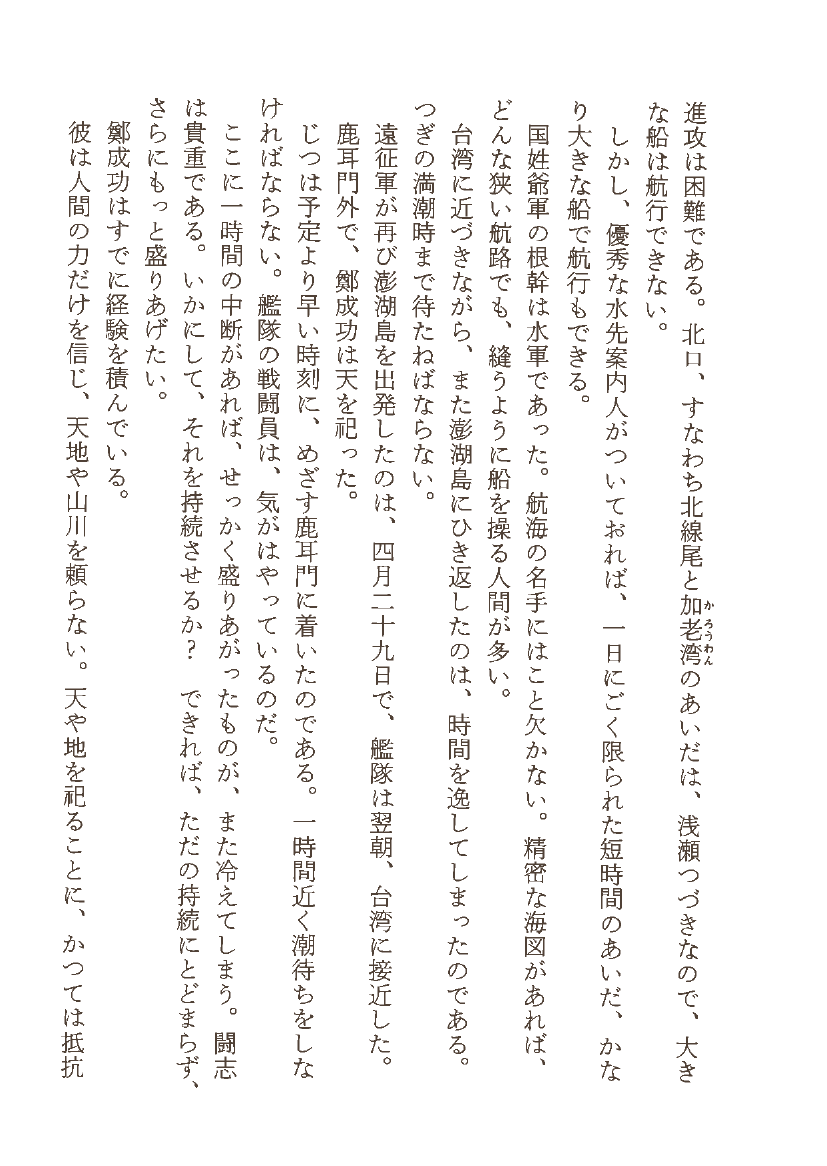 進攻は困難である。北口、すなわち北線尾と加老湾のあいだは、浅瀬つづきなので、大き
かろうわん
な船は航行できない。
しかし、優秀な水先案内人がついておれば、一日にごく限られた短時間のあいだ、かな
り大きな船で航行もできる。
国姓爺軍の根幹は水軍であった。航海の名手にはこと欠かない。精密な海図があれば、
どんな狭い航路でも、縫うように船を操る人間が多い。
台湾に近づきながら、また澎湖島にひき返したのは、時間を逸してしまったのである。
つぎの満潮時まで待たねばならない。
遠征軍が再び澎湖島を出発したのは、四月二十九日で、艦隊は翌朝、台湾に接近した。
鹿耳門外で、鄭成功は天を祀った。
じつは予定より早い時刻に、めざす鹿耳門に着いたのである。一時間近く潮待ちをしな
ければならない。艦隊の戦闘員は、気がはやっているのだ。
ここに一時間の中断があれば、せっかく盛りあがったものが、また冷えてしまう。闘志
は貴重である。いかにして、それを持続させるか？　できれば、ただの持続にとどまらず、
さらにもっと盛りあげたい。
鄭成功はすでに経験を積んでいる。
彼は人間の力だけを信じ、天地や山川を頼らない。天や地を祀ることに、かつては抵抗